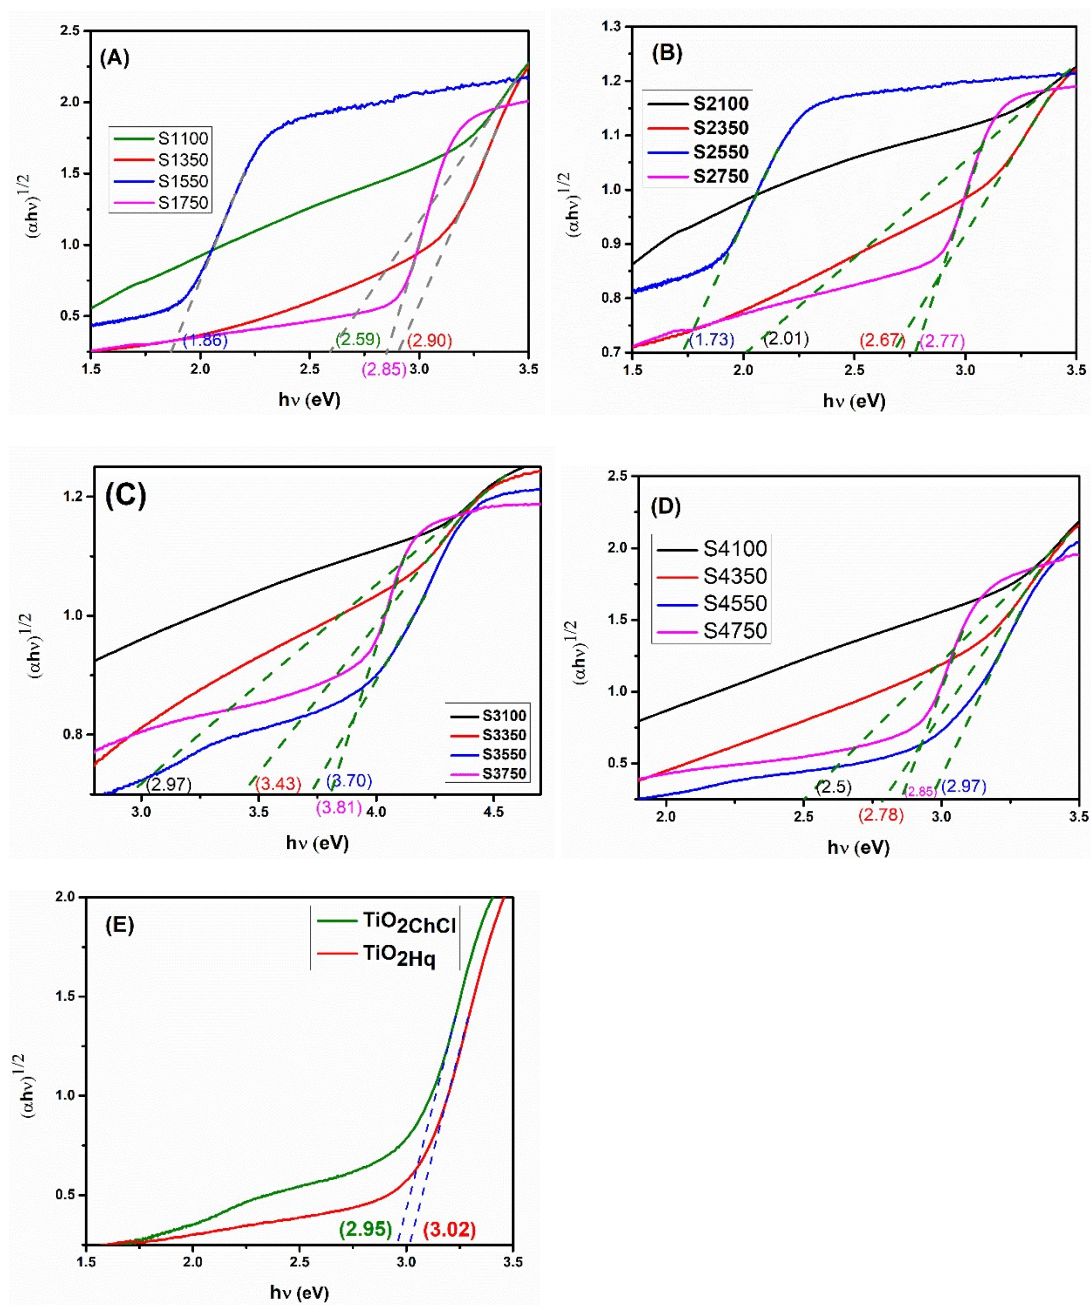 (A)
2.5
2.0
1.5
1.0
0.5
(αhν)1/2
S1100
S1350
S1550
S1750
(1.86)
(2.59)
(2.90)
(2.85)
1.5
2.0
2.5
3.0
3.5
hν (eV)
(B)
1.3
1.2
1.1
1.0
0.9
0.8
0.7
(αhν)1/2
S2100
S2350
S2550
S2750
(1.73)
(2.01)
(2.67)
(2.77)
1.5
2.0
2.5
3.0
3.5
hν (eV)
(C)
1.2
1.0
0.8
(αhν)1/2
S3100
S3350
S3550
S3750
(2.97)
(3.43)
(3.70)
(3.81)
3.0
3.5
4.0
4.5
hν (eV)
(D)
2.5
2.0
1.5
1.0
0.5
(αhν)1/2
S4100
S4350
S4550
S4750
(2.5)
(2.85)
(2.97)
(2.78)
2.0
2.5
3.0
3.5
hν (eV)
(E)
2.0
1.5
1.0
0.5
(αhν)1/2
TiO2ChCl
TiO2Hq
(2.95)
(3.02)
1.5
2.0
2.5
3.0
3.5
hν (eV)